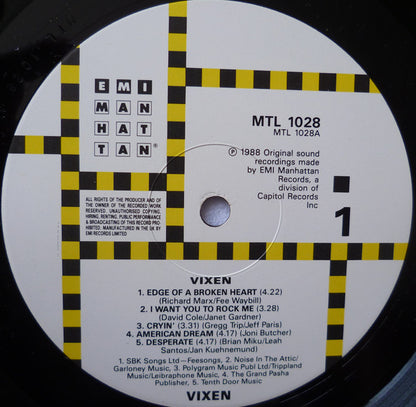 EMI
MAN
HAT
TAN®
MTL 1028
MTL 1028A
℗ 1988 Original sound
recordings made
by EMI Manhattan
Records, a
division of
Capitol Records
Inc
1
ALL RIGHTS OF THE PRODUCER AND OF
THE OWNER OF THE RECORDED WORK
RESERVED. UNAUTHORISED COPYING,
HIRING, RENTING, PUBLIC PERFORMANCE
& BROADCASTING OF THIS RECORD PRO
HIBITED. MANUFACTURED IN THE UK BY
EMI RECORDS LIMITED
VIXEN
1. EDGE OF A BROKEN HEART (4.22)
(Richard Marx/Fee Waybill)
2. I WANT YOU TO ROCK ME (3.28)
(David Cole/Janet Gardner)
3. CRYIN' (3.31) (Gregg Trip/Jeff Paris)
4. AMERICAN DREAM (4.17) (Joni Butcher)
5. DESPERATE (4.17) (Brian Miku/Leah
Santos/Jan Kuehnemund)
1. SBK Songs Ltd – Feesongs, 2. Noise In The Attic/
Garloney Music, 3. Polygram Music Publ Ltd/Trippland
Music/Leibraphone Music, 4. The Grand Pasha
Publisher, 5. Tenth Door Music
VIXEN